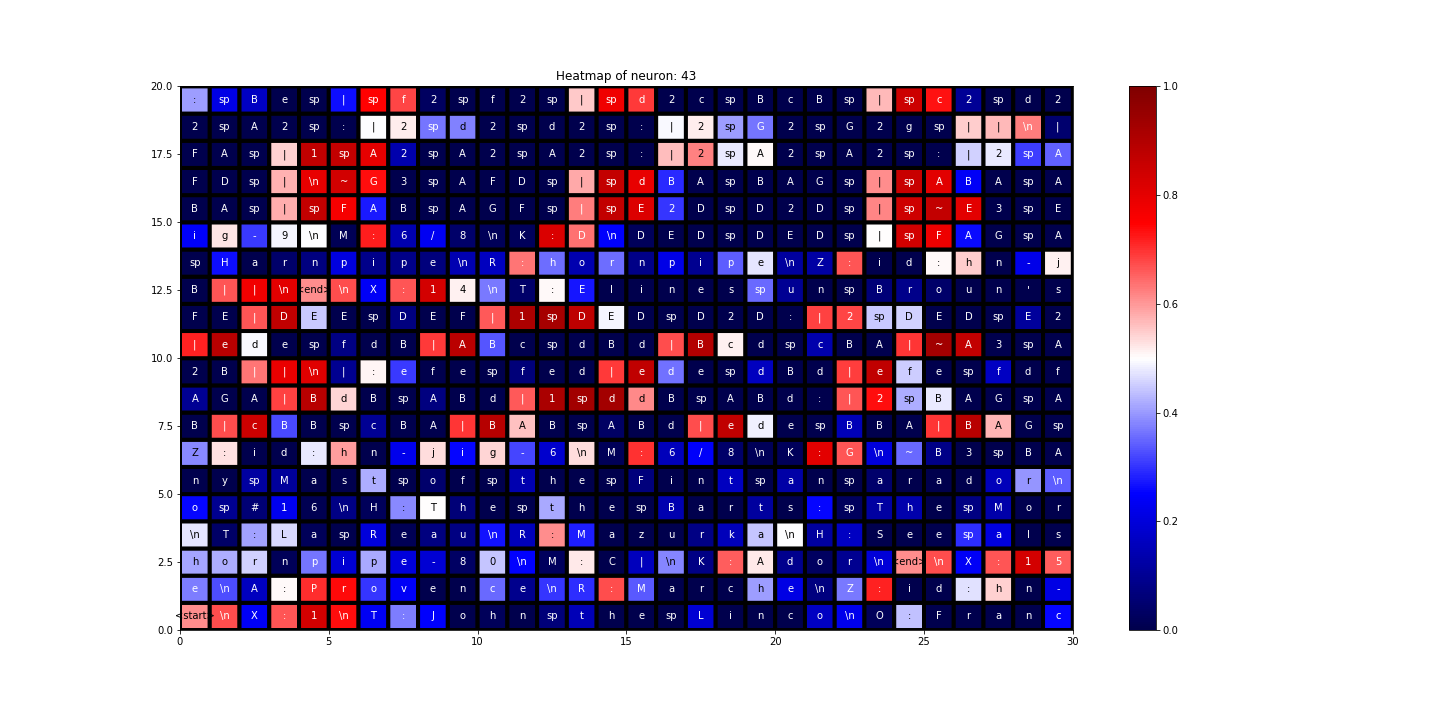 Heatmap of neuron: 43
20.0 : sp B e sp | sp f 2 sp f 2 sp | sp d 2 c sp B c B sp | sp c 2 sp d 2 1.0
2 sp A 2 sp : | 2 sp d 2 sp d 2 sp : | 2 sp G 2 sp G 2 g sp | | \n |
17.5 F A sp | 1 sp A 2 sp A 2 sp A 2 sp : | 2 sp A 2 sp A 2 sp : | 2 sp A
F D sp | \n ~ G 3 sp A F D sp | sp d B A sp B A G sp | sp A B A sp A 0.8
15.0 B A sp | sp F A B sp A G F sp | sp E 2 D sp D 2 D sp | sp ~ E 3 sp E
i g - 9 \n M : 6 / 8 \n K : D \n D E D sp D E D sp | sp F A G sp A
sp H a r n p i p e \n R : h o r n p i p e \n Z : i d : h n - j
12.5 B | | \n <end> \n X : 1 4 \n T : E l i n e s sp u n sp B r o u n ' s 0.6
F E | D E E sp D E F | 1 sp D E D sp D 2 D : | 2 sp D E D sp E 2
10.0 | e d e sp f d B | A B c sp d B d | B c d sp c B A | ~ A 3 sp A
2 B | | \n | : e f e sp f e d | e d e sp d B d | e f e sp f d f
A G A | B d B sp A B d | 1 sp d d B sp A B d : | 2 sp B A G sp A 0.4
7.5 B | c B B sp c B A | B A B sp A B d | e d e sp B B A | B A G sp
Z : i d : h n - j i g - 6 \n M : 6 / 8 \n K : G \n ~ B 3 sp B A
5.0 n y sp M a s t sp o f sp t h e sp F i n t sp a n sp a r a d o r \n
o sp # 1 6 \n H : T h e sp t h e sp B a r t s : sp T h e sp M o r 0.2
\n T : L a sp R e a u \n R : M a z u r k a \n H : S e e sp a l s
2.5 h o r n p i p e - 8 0 \n M : C | \n K : A d o r \n <end> \n X : 1 5
e \n A : P r o v e n c e \n R : M a r c h e \n Z : i d : h n -
0.0 <start> \n X : 1 \n T : J o h n sp t h e sp L i n c o \n O : F r a n c 0.0
0 5 10 15 20 25 30